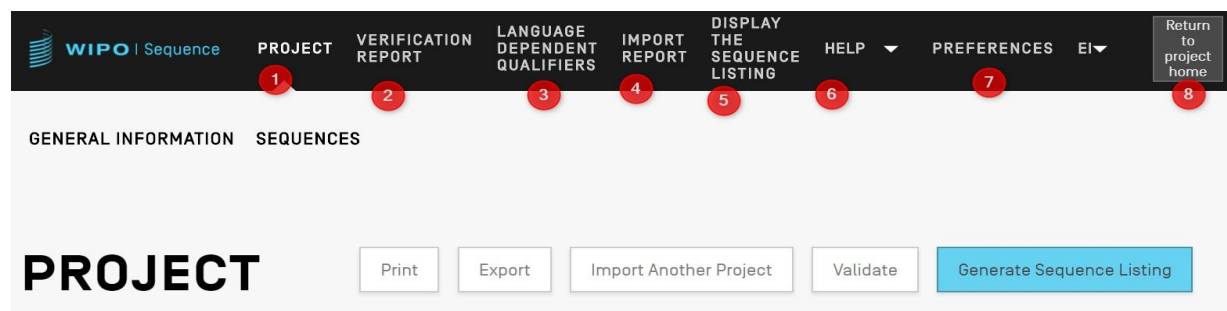 WIPO | Sequence
PROJECT
VERIFICATION
REPORT
LANGUAGE
DEPENDENT
QUALIFIERS
IMPORT
REPORT
DISPLAY
THE
SEQUENCE
LISTING
HELP
PREFERENCES
EI
Return
to
project
home
1
2
3
4
5
6
7
8
GENERAL INFORMATION SEQUENCES
PROJECT
Print
Export
Import Another Project
Validate
Generate Sequence Listing